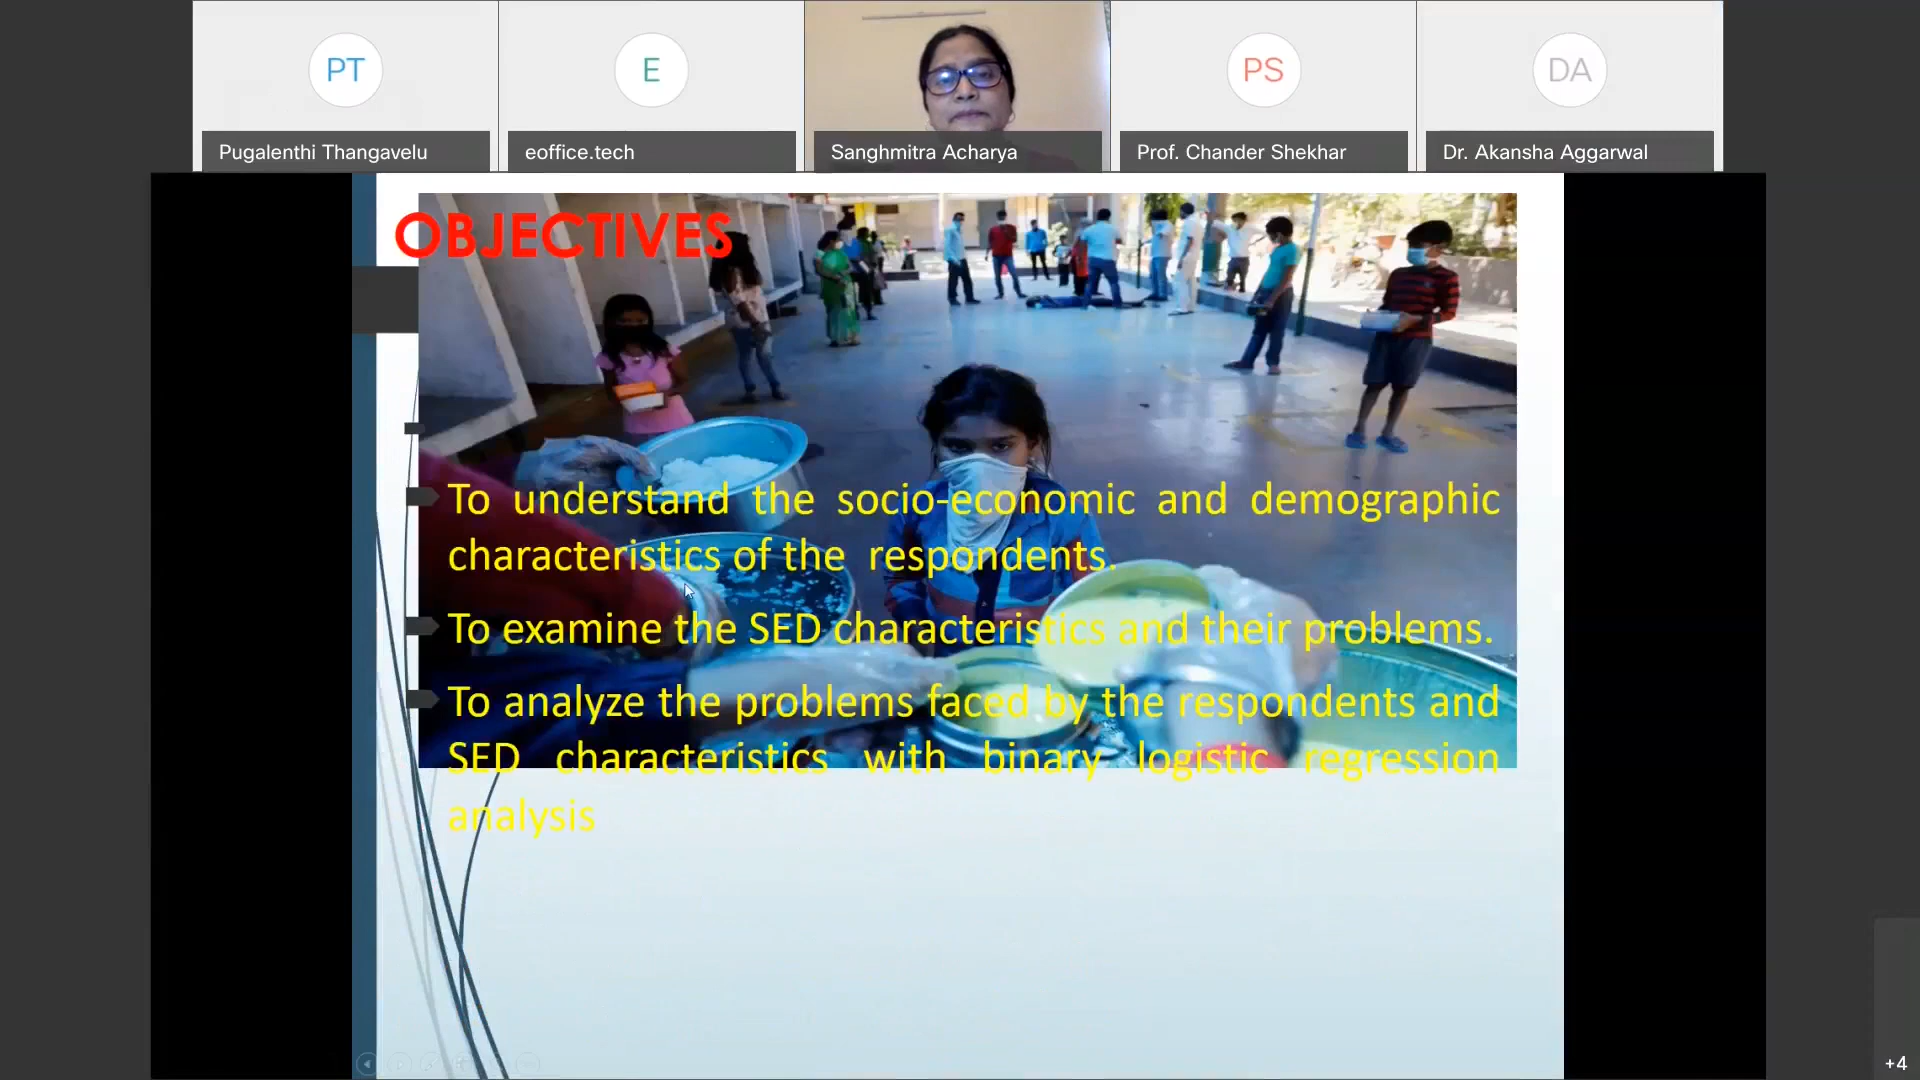 PT
E
PS
DA
Pugalenthi Thangavelu
eoffice.tech
Sanghmitra Acharya
Prof. Chander Shekhar
Dr. Akansha Aggarwal
OBJECTIVES
To understand the socio-economic and demographic
characteristics of the respondents.
To examine the SED characteristics and their problems.
To analyze the problems faced by the respondents and
SED characteristics with binary logistic regression
analysis
+4